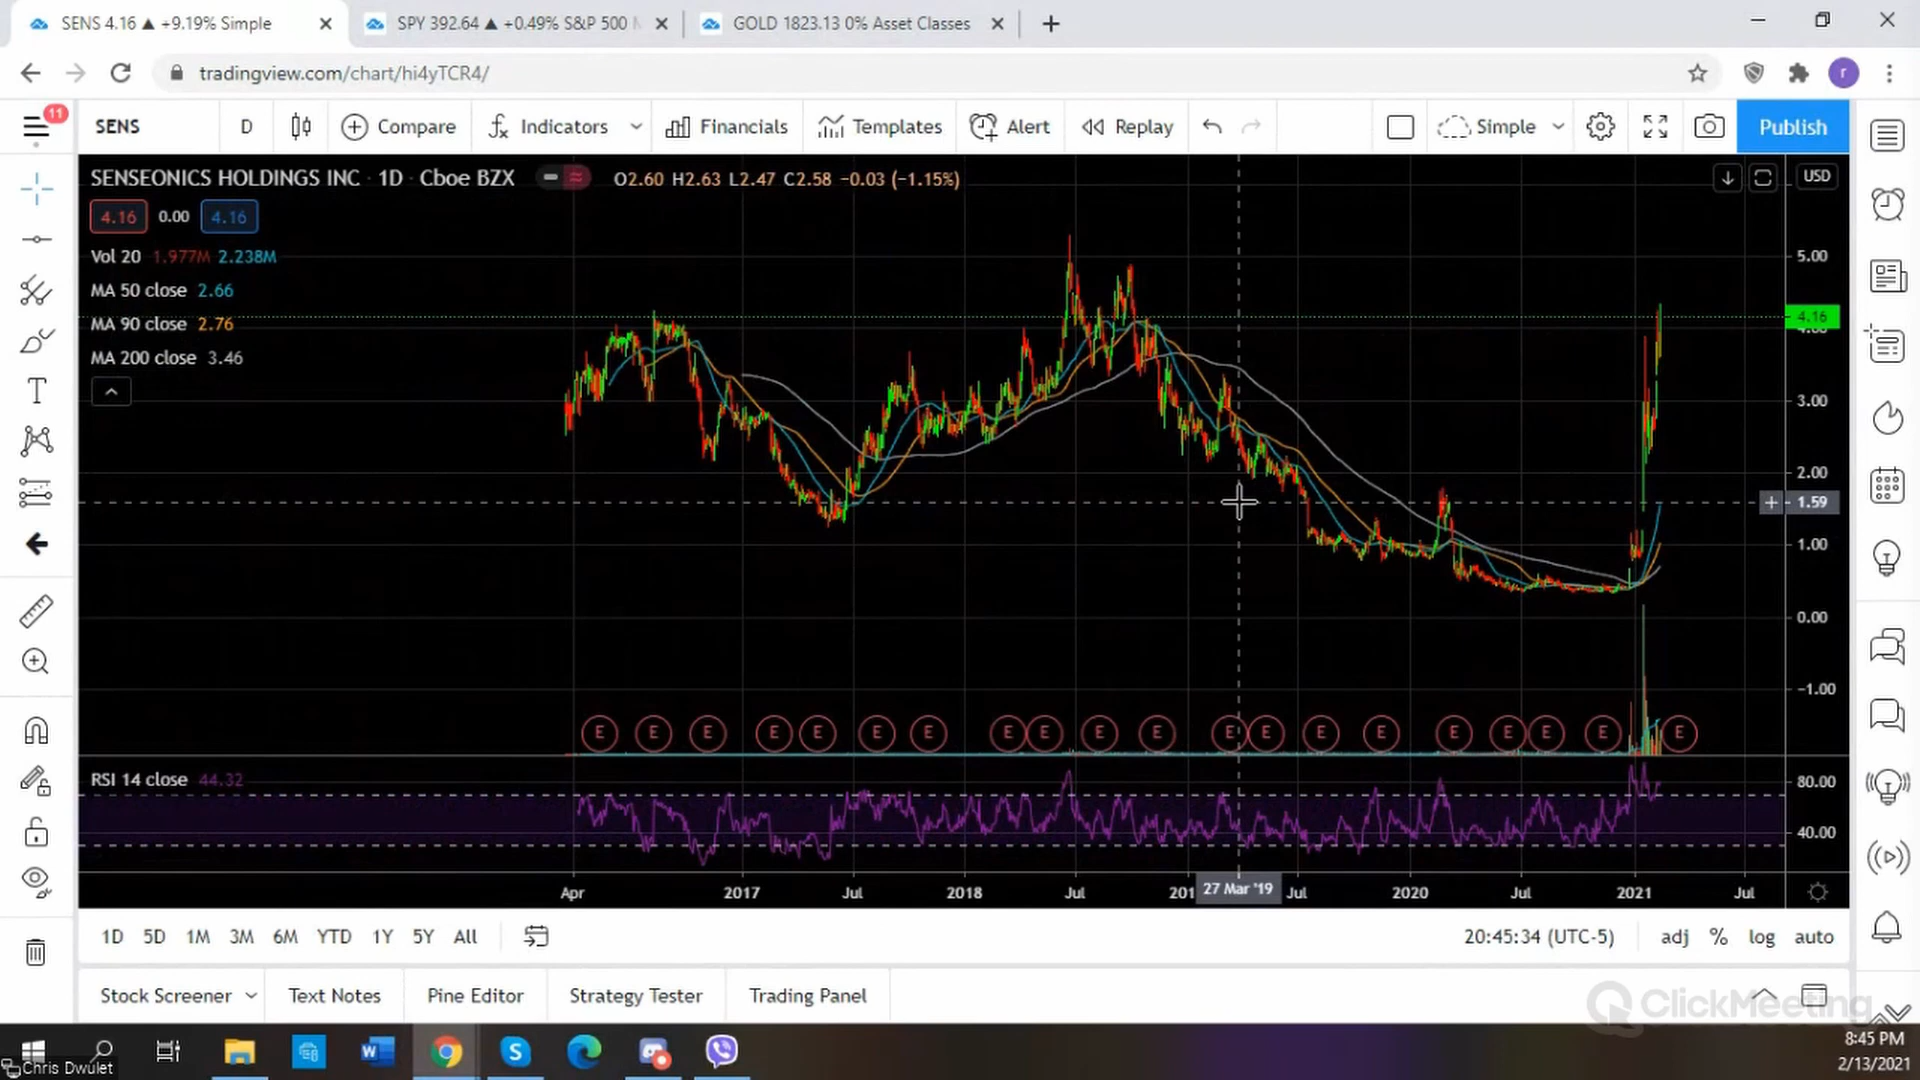 SENS 4.16 ▲ +9.19% Simple
SPY 392.64 ▲ +0.49% S&P 500
GOLD 1823.13 0% Asset Classes
tradingview.com/chart/hi4yTCR4/
r
11
SENS
D
Compare
Indicators
Financials
Templates
Alert
Replay
Simple
Publish
SENSEONICS HOLDINGS INC · 1D · Cboe BZX
O2.60 H2.63 L2.47 C2.58 −0.03 (−1.15%)
USD
4.16 0.00 4.16
Vol 20 1.977M 2.238M
MA 50 close 2.66
MA 90 close 2.76
MA 200 close 3.46
5.00
4.16
4.00
3.00
2.00
1.59
1.00
0.00
−1.00
E E E E E E E E E E E E E E E E E E E E
RSI 14 close 44.32
80.00
40.00
Apr 2017 Jul 2018 Jul 201 27 Mar '19 Jul 2020 Jul 2021 Jul
1D 5D 1M 3M 6M YTD 1Y 5Y All
20:45:34 (UTC-5) adj % log auto
Stock Screener Text Notes Pine Editor Strategy Tester Trading Panel
ClickMeeting
Chris Dwulet
8:45 PM
2/13/2021